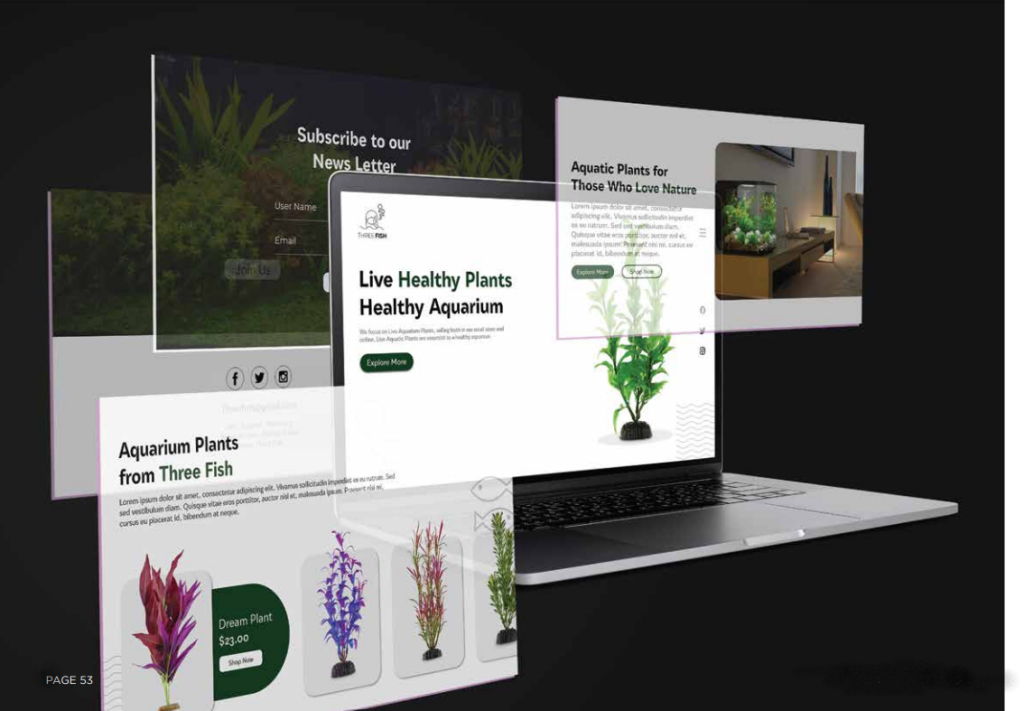 Subscribe to our
News Letter
User Name
Email
Join Us
THREE FISH
Live Healthy Plants
Healthy Aquarium
We focus on Live Aquarium Plants, selling both in our retail store and
online. Live Aquatic Plants are essential to a healthy aquarium.
Explore More
Aquatic Plants for
Those Who Love Nature
Lorem ipsum dolor sit amet, consectetur
adipiscing elit. Vivamus sollicitudin imperdiet
ex eu rutrum. Sed sed vestibulum diam.
Quisque vitae eros porttitor, auctor nisl et,
malesuada ipsum. Praesent nisi mi, cursus eu
placerat id, bibendum at neque.
Explore More
Shop Now
Aquarium Plants
from Three Fish
Lorem ipsum dolor sit amet, consectetur adipiscing elit. Vivamus sollicitudin imperdiet ex eu rutrum. Sed
sed vestibulum diam. Quisque vitae eros porttitor, auctor nisl et, malesuada ipsum. Praesent nisi mi,
cursus eu placerat id, bibendum at neque.
Dream Plant
$23.00
Shop Now
PAGE 53